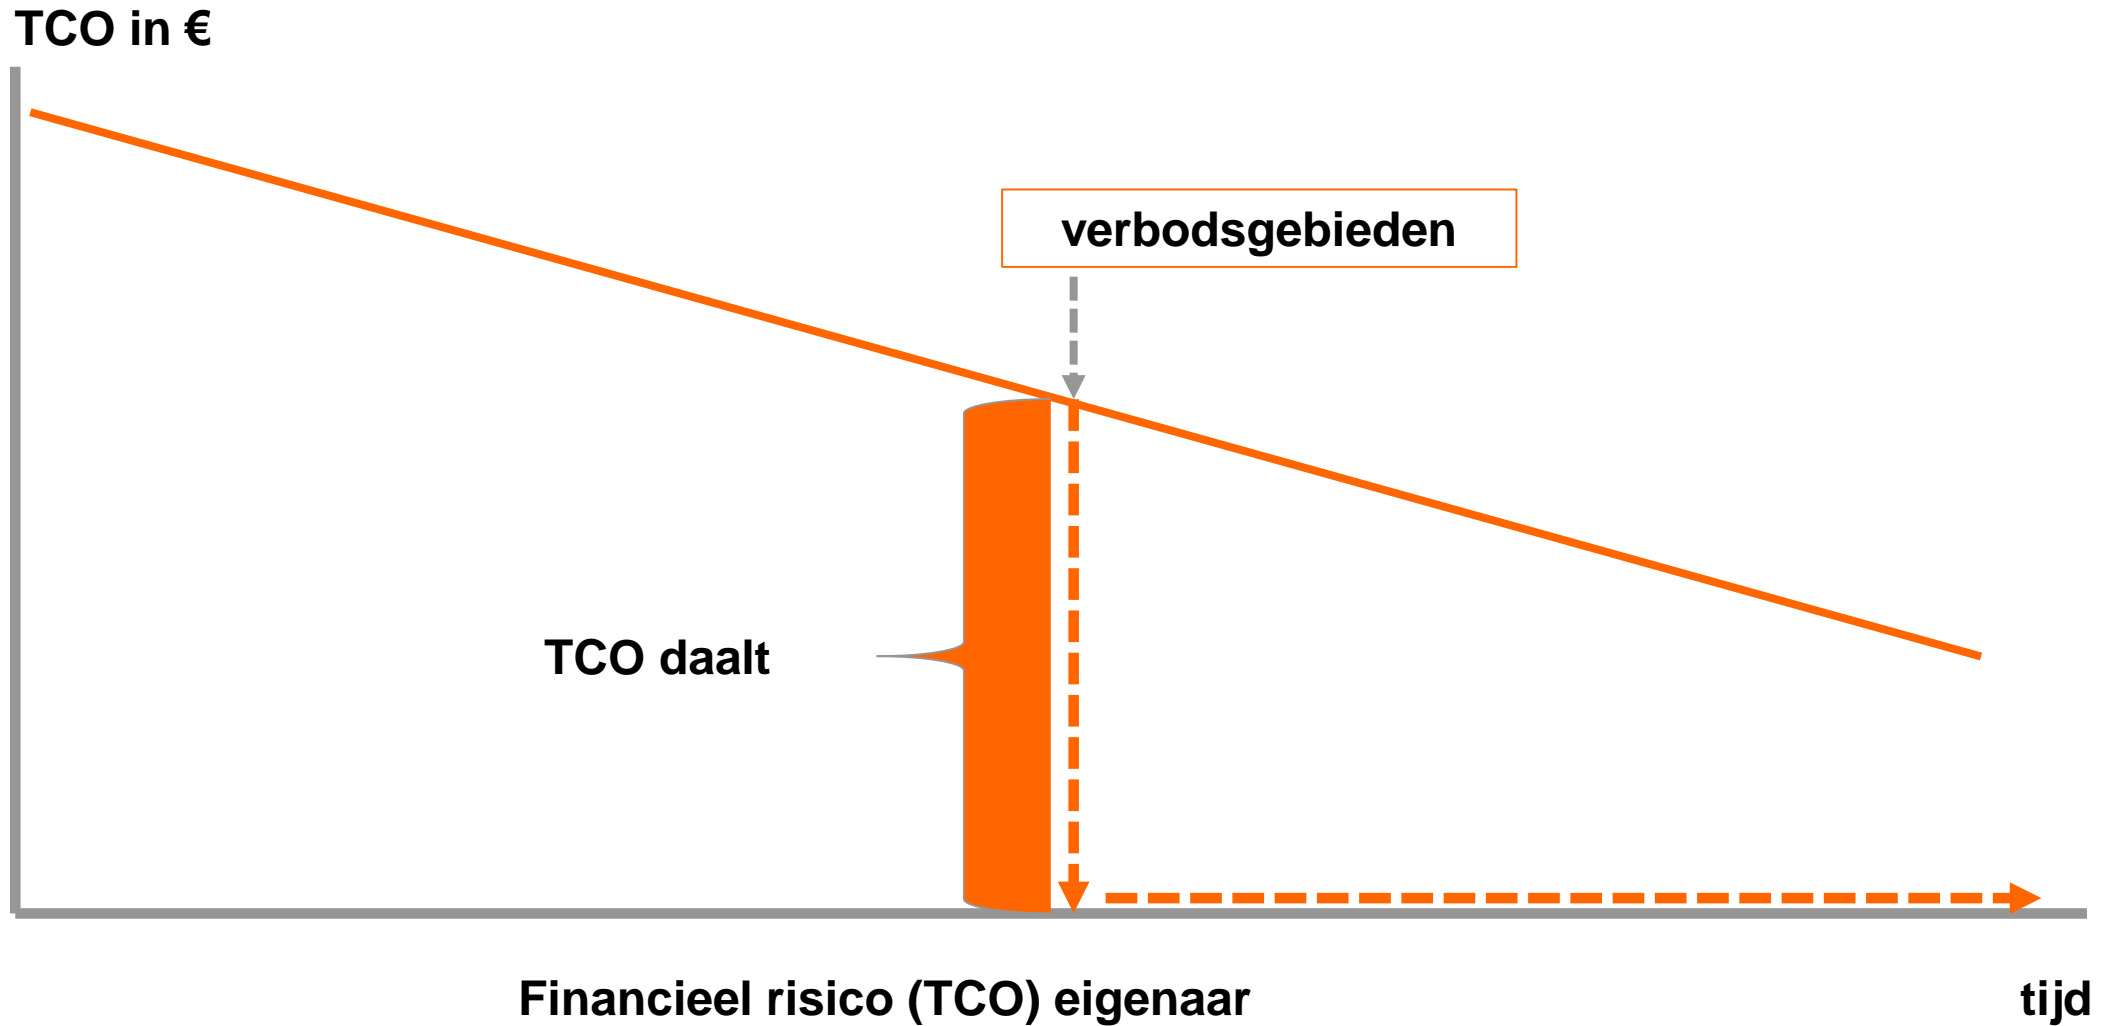 TCO in €
verbodsgebieden
TCO daalt
Financieel risico (TCO) eigenaar
tijd